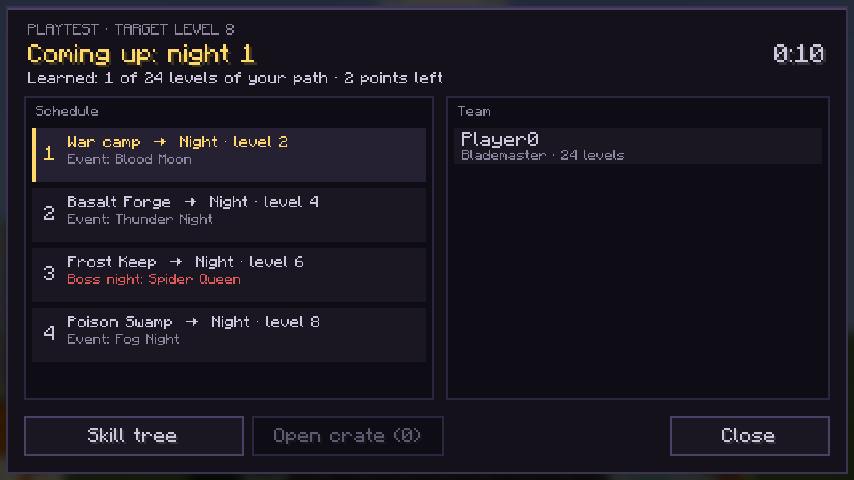 PLAYTEST · TARGET LEVEL 8
Coming up: night 1
0:10
Learned: 1 of 24 levels of your path · 2 points left
Schedule
1
War camp → Night · level 2
Event: Blood Moon
2
Basalt Forge → Night · level 4
Event: Thunder Night
3
Frost Keep → Night · level 6
Boss night: Spider Queen
4
Poison Swamp → Night · level 8
Event: Fog Night
Team
Player0
Blademaster · 24 levels
Skill tree
Open crate (0)
Close